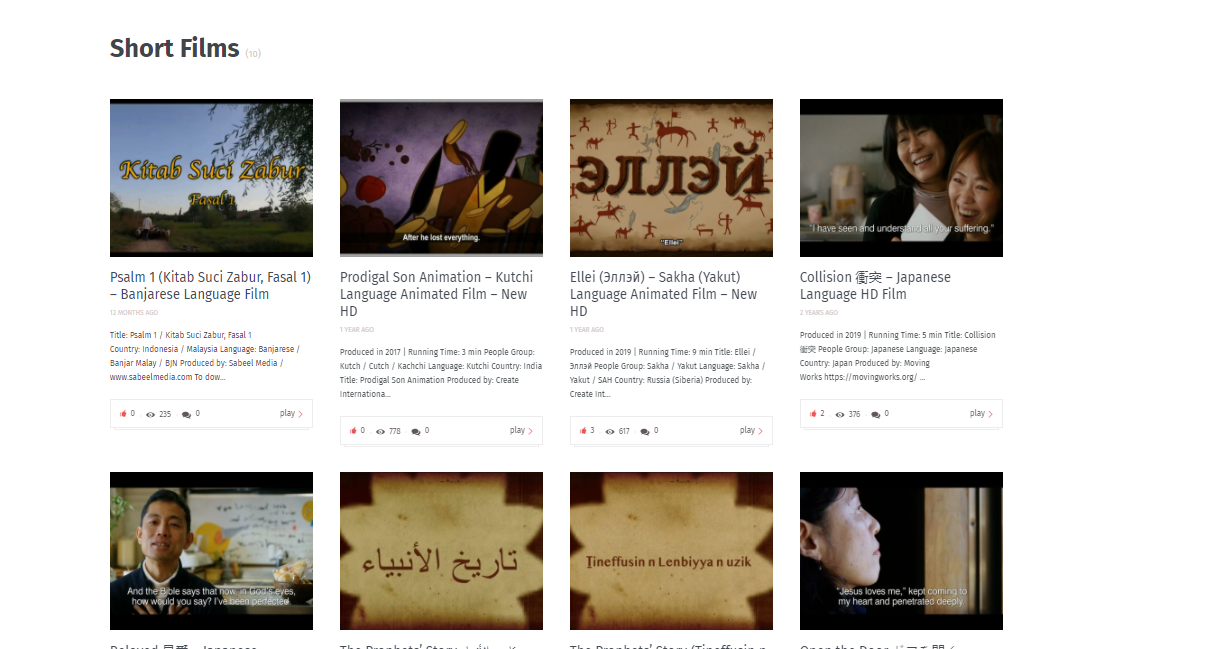 Short Films (10)
Kitab Suci Zabur
Fasal 1
After he lost everything.
эллэй
"Ellei"
"I have seen and understand all your suffering."
Psalm 1 (Kitab Suci Zabur, Fasal 1)
– Banjarese Language Film
12 MONTHS AGO
Title: Psalm 1 / Kitab Suci Zabur, Fasal 1
Country: Indonesia / Malaysia Language: Banjarese /
Banjar Malay / BJN Produced by: Sabeel Media /
www.sabeelmedia.com To dow...
0 235 0 play
Prodigal Son Animation – Kutchi
Language Animated Film – New
HD
1 YEAR AGO
Produced in 2017 | Running Time: 3 min People Group:
Kutch / Cutch / Kachchi Language: Kutchi Country: India
Title: Prodigal Son Animation Produced by: Create
Internationa...
0 778 0 play
Ellei (Эллэй) – Sakha (Yakut)
Language Animated Film – New
HD
1 YEAR AGO
Produced in 2019 | Running Time: 9 min Title: Ellei /
Эллэй People Group: Sakha / Yakut Language: Sakha /
Yakut / SAH Country: Russia (Siberia) Produced by:
Create Int...
3 617 0 play
Collision 衝突 – Japanese
Language HD Film
2 YEARS AGO
Produced in 2019 | Running Time: 5 min Title: Collision
衝突 People Group: Japanese Language: Japanese
Country: Japan Produced by: Moving
Works https://movingworks.org/ ...
2 376 0 play
And the Bible says that now, in God's eyes,
how would you say? I've been perfected.
تاريخ الأنبياء
Tineffusin n Lenbiyya n uzik
"Jesus loves me," kept coming to
my heart and penetrated deeply.
The Prophets' Story
The Prophets' Story (Tineffusin n